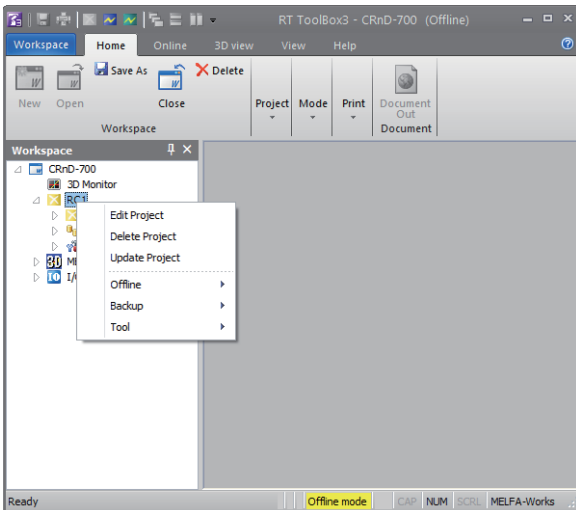 RT ToolBox3 - CRnD-700 (Offline)
Workspace Home Online 3D view View Help
Save As Delete
New Open Close Project Mode Print Document Out
Workspace Document
Workspace
CRnD-700
3D Monitor
RC1
Edit Project
Delete Project
Update Project
Offline
Backup
Tool
Ready Offline mode CAP NUM SCRL MELFA-Works